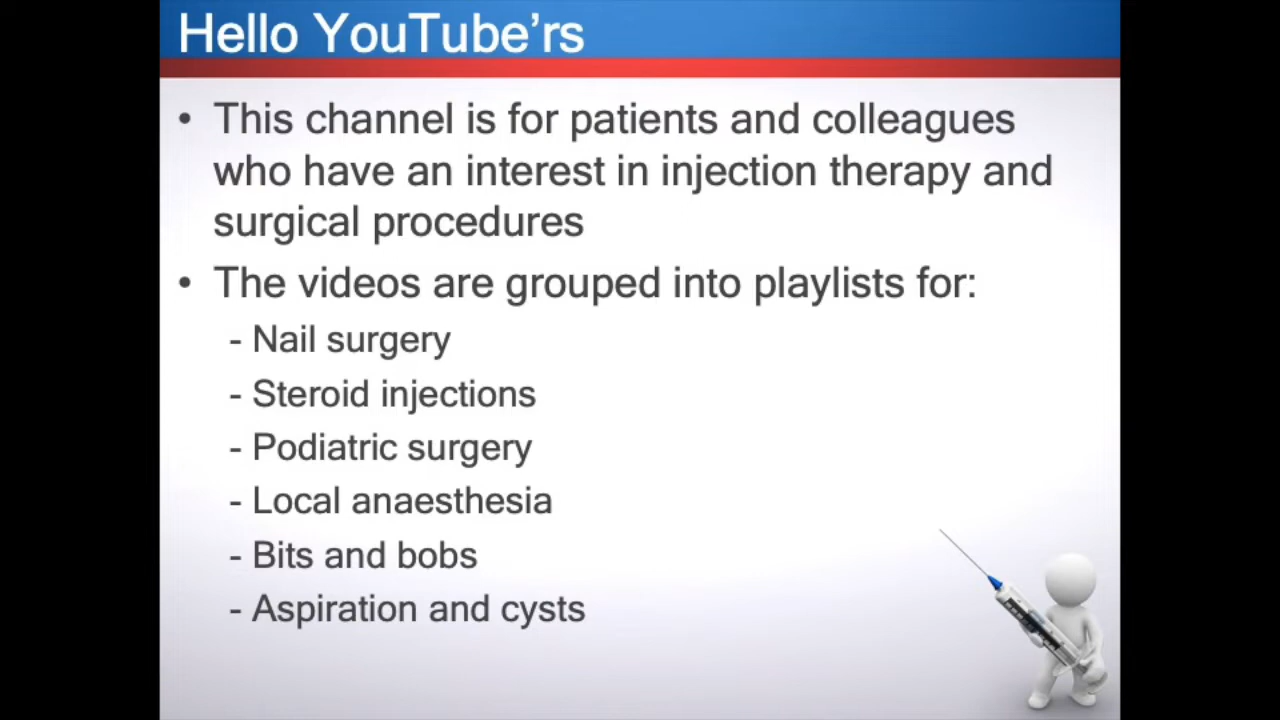 Hello YouTube’rs
• This channel is for patients and colleagues
who have an interest in injection therapy and
surgical procedures
• The videos are grouped into playlists for:
- Nail surgery
- Steroid injections
- Podiatric surgery
- Local anaesthesia
- Bits and bobs
- Aspiration and cysts